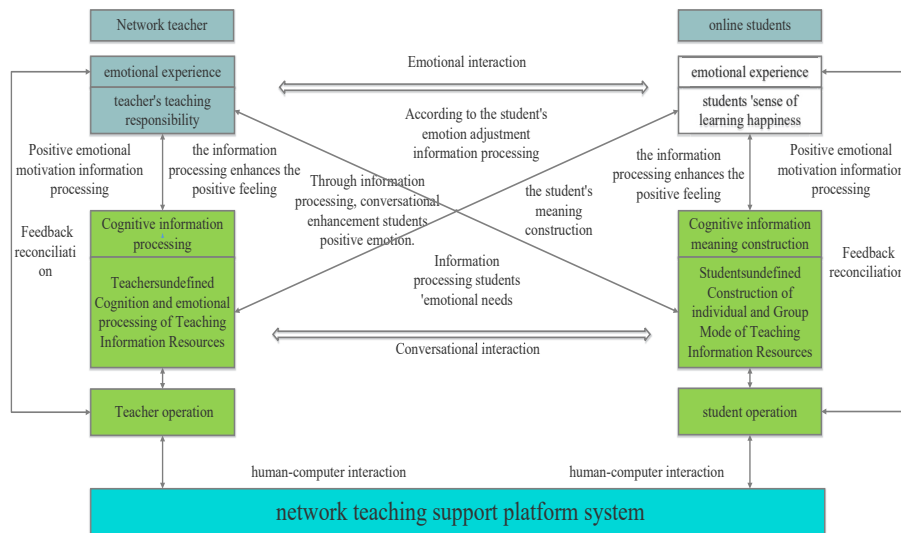 Network teacher
online students
emotional experience
Emotional interaction
emotional experience
teacher's teaching
responsibility
According to the student's
emotion adjustment
information processing
students 'sense of
learning happiness
Positive emotional
motivation information
processing
the information
processing enhances the
positive feeling
Through information
processing, conversational
enhancement students
positive emotion.
the student's
meaning
construction
the information
processing enhances the
positive feeling
Positive emotional
motivation information
processing
Feedback
reconciliati
on
Cognitive information
processing
Information
processing students
'emotional needs
Cognitive information
meaning construction
Feedback
reconciliation
Teachersundefined
Cognition and emotional
processing of Teaching
Information Resources
Studentsundefined
Construction of
individual and Group
Mode of Teaching
Information Resources
Conversational interaction
Teacher operation
student operation
human-computer interaction
human-computer interaction
network teaching support platform system